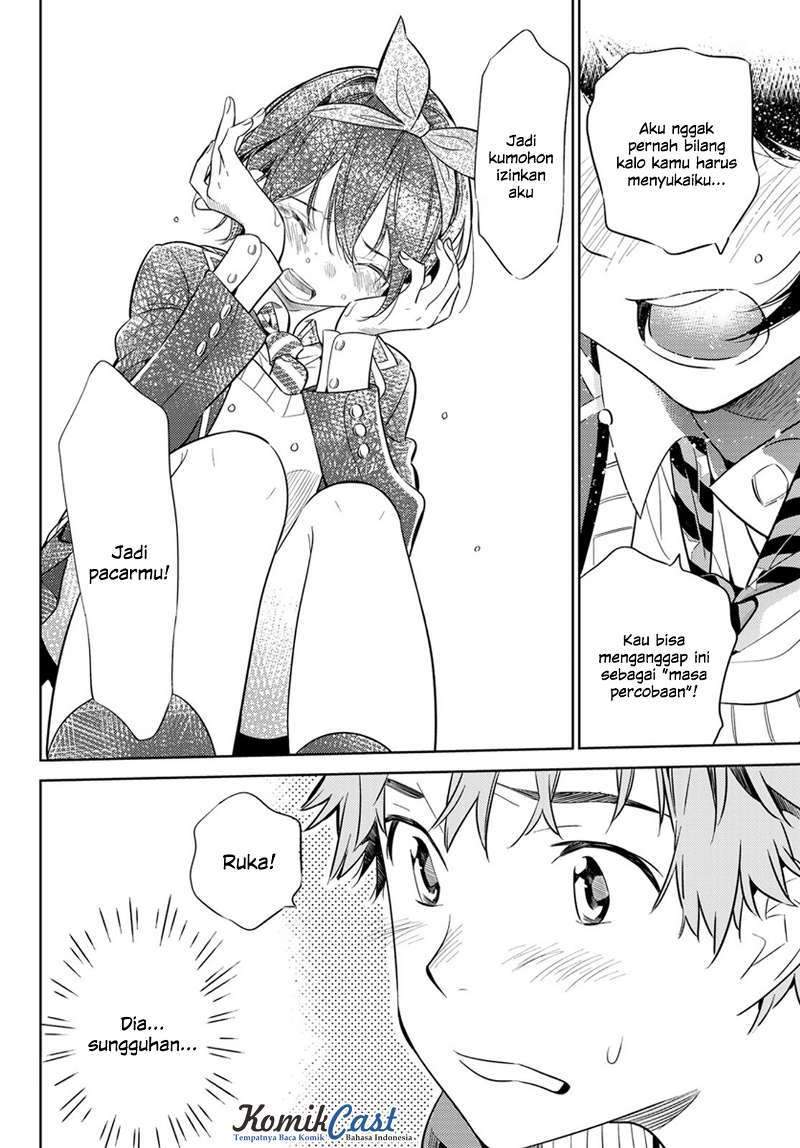 Aku nggak
pernah bilang
kalo kamu harus
menyukaiku...
Kau bisa
menganggap ini
sebagai "masa
percobaan"!
Jadi
kumohon
izinkan
aku
Jadi
pacarmu!
Ruka!
Dia...
sungguhan...
KomikCast
Tempatnya Baca Komik Bahasa Indonesia